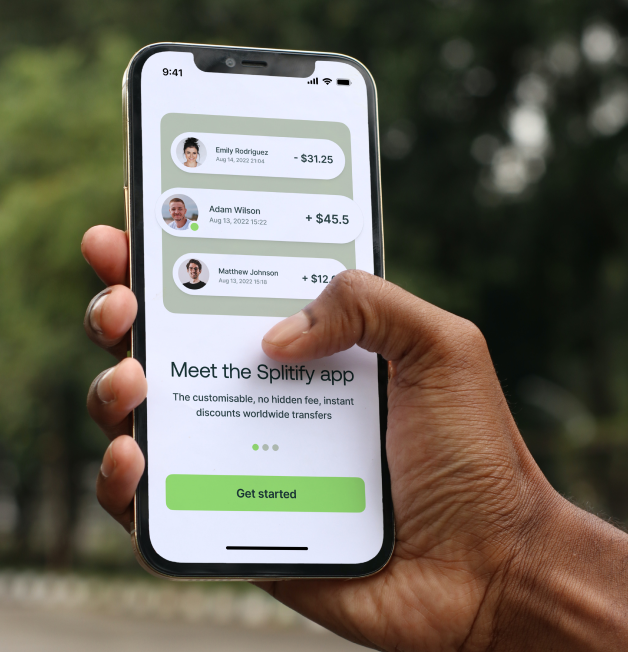 9:41
Emily Rodriguez
Aug 14, 2022 21:04
- $31.25
Adam Wilson
Aug 13, 2022 15:22
+ $45.5
Matthew Johnson
Aug 13, 2022 15:18
+ $12.
Meet the Splitify app
The customisable, no hidden fee, instant
discounts worldwide transfers
Get started